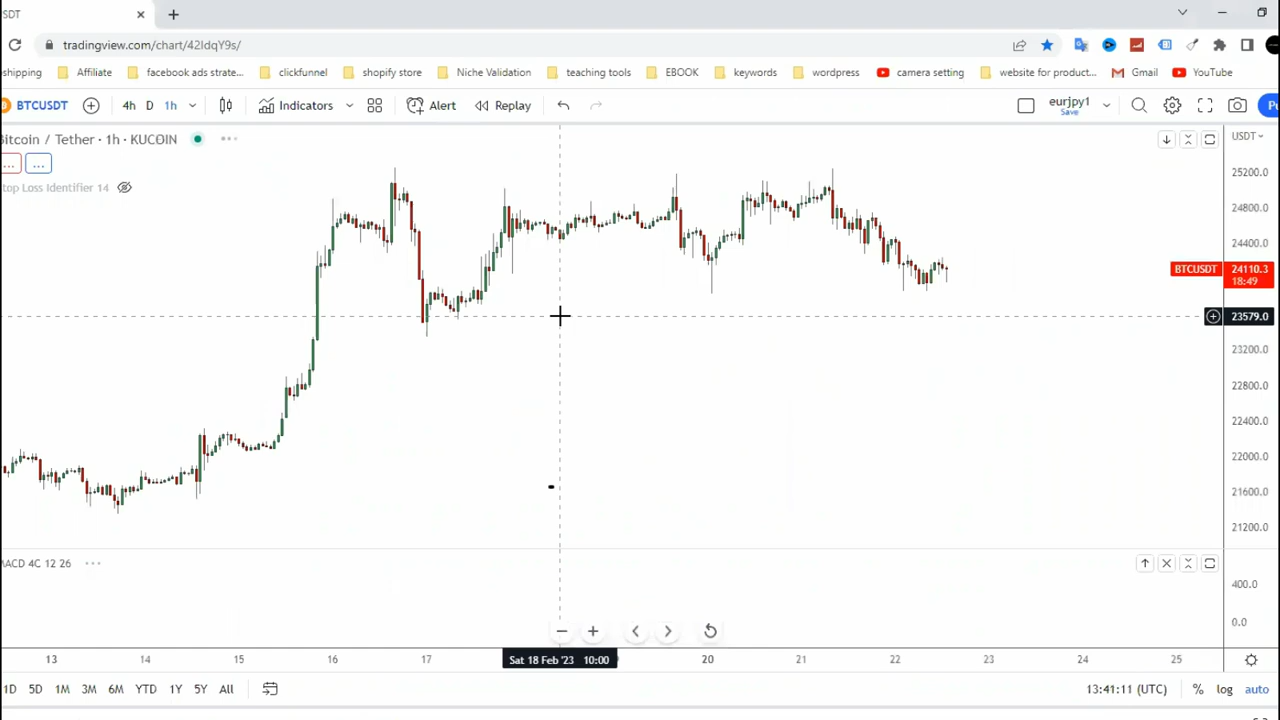 SDT
tradingview.com/chart/42IdqY9s/
shipping Affiliate facebook ads strate... clickfunnel shopify store Niche Validation teaching tools EBOOK keywords wordpress camera setting website for product... Gmail YouTube
BTCUSDT 4h D 1h Indicators Alert Replay eurjpy1 Save Pu
Bitcoin / Tether · 1h · KUCOIN
USDT
... ...
top Loss Identifier 14
25200.0
24800.0
24400.0
BTCUSDT 24110.3
18:49
23579.0
23200.0
22800.0
22400.0
22000.0
21600.0
21200.0
MACD 4C 12 26
400.0
0.0
13 14 15 16 17 Sat 18 Feb '23 10:00 20 21 22 23 24 25
1D 5D 1M 3M 6M YTD 1Y 5Y All 13:41:11 (UTC) % log auto